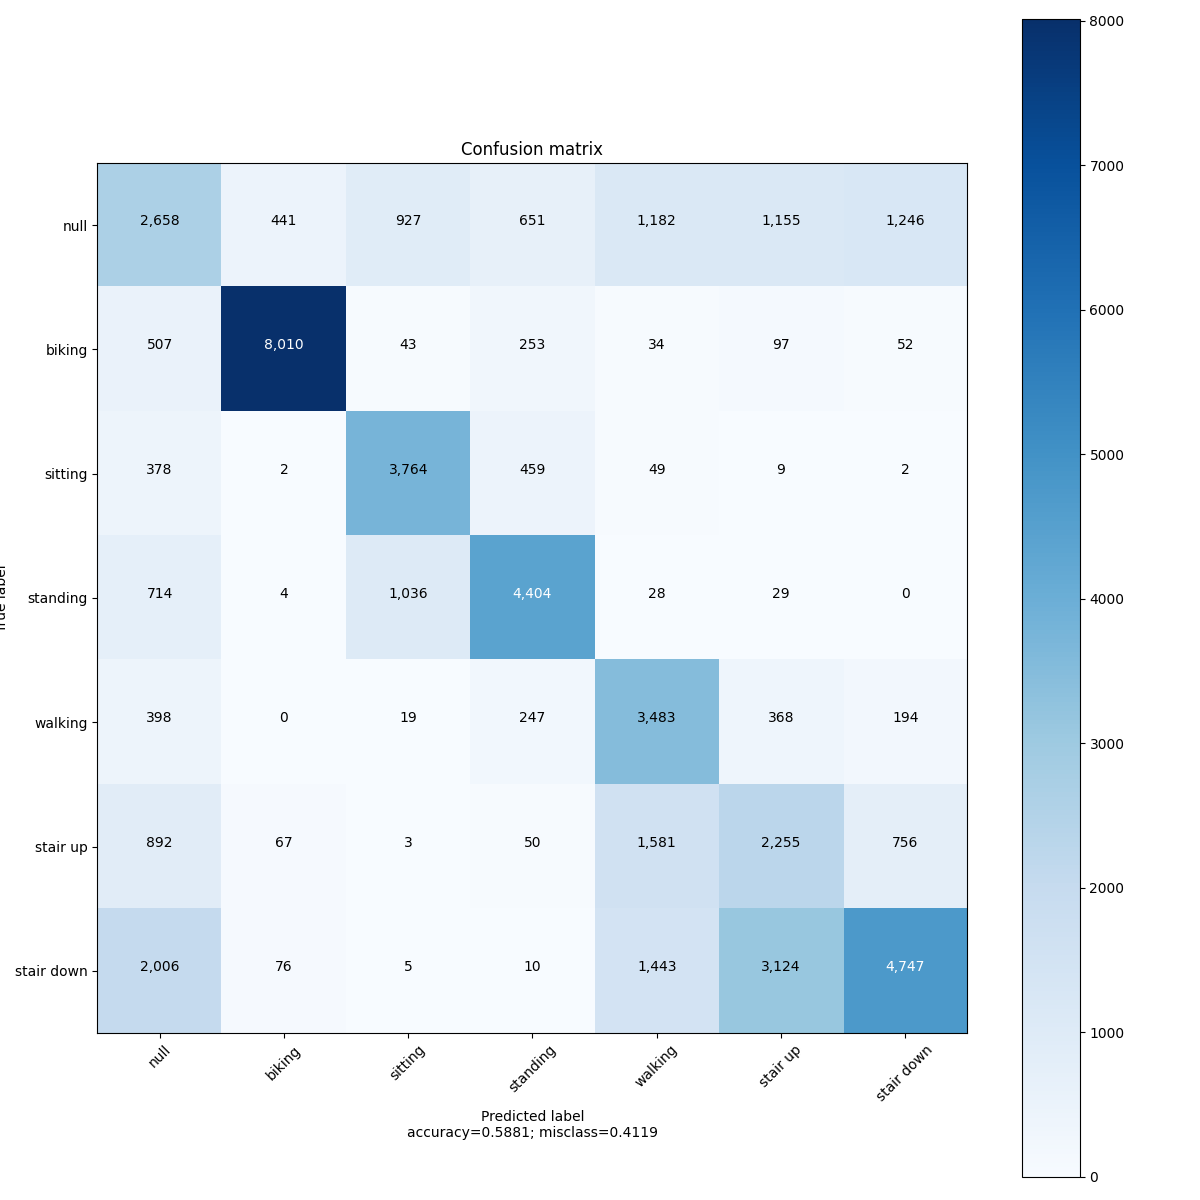 Confusion matrix
8000
7000
6000
5000
4000
3000
2000
1000
0
null 2,658 441 927 651 1,182 1,155 1,246
biking 507 8,010 43 253 34 97 52
sitting 378 2 3,764 459 49 9 2
standing 714 4 1,036 4,404 28 29 0
walking 398 0 19 247 3,483 368 194
stair up 892 67 3 50 1,581 2,255 756
stair down 2,006 76 5 10 1,443 3,124 4,747
True label
null biking sitting standing walking stair up stair down
Predicted label
accuracy=0.5881; misclass=0.4119